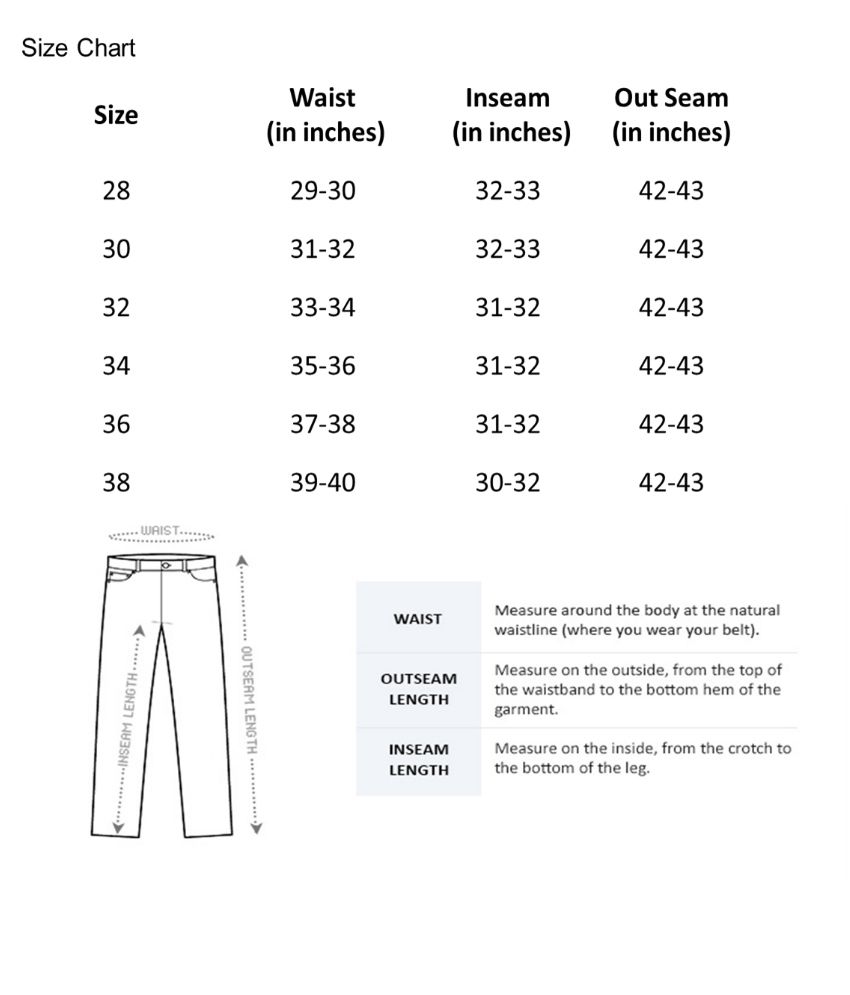 Size Chart
Size Waist (in inches) Inseam (in inches) Out Seam (in inches)
28 29-30 32-33 42-43
30 31-32 32-33 42-43
32 33-34 31-32 42-43
34 35-36 31-32 42-43
36 37-38 31-32 42-43
38 39-40 30-32 42-43
WAIST
INSEAM LENGTH
OUTSEAM LENGTH
WAIST
Measure around the body at the natural
waistline (where you wear your belt).
OUTSEAM
LENGTH
Measure on the outside, from the top of
the waistband to the bottom hem of the
garment.
INSEAM
LENGTH
Measure on the inside, from the crotch to
the bottom of the leg.